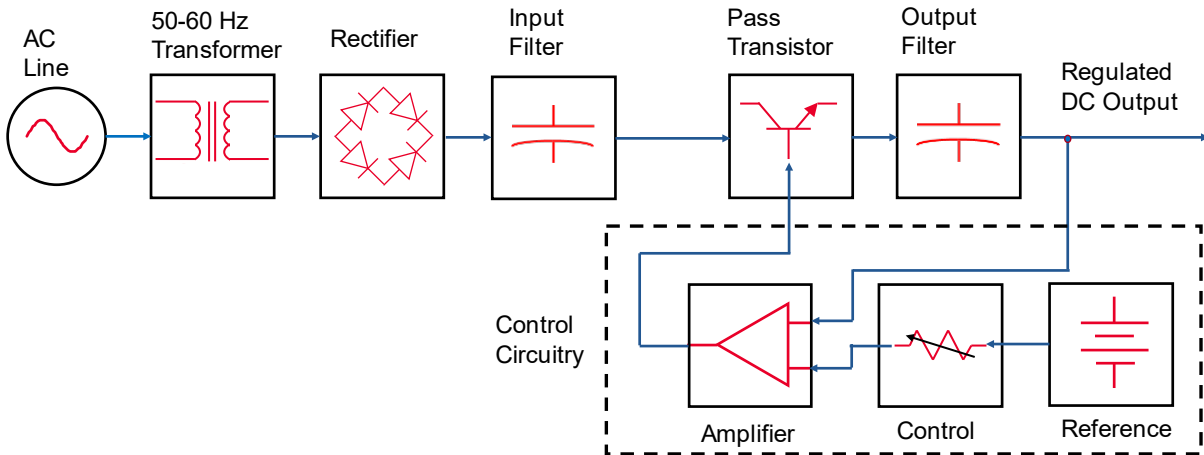 AC
Line
50-60 Hz
Transformer
Rectifier
Input
Filter
Pass
Transistor
Output
Filter
Regulated
DC Output
Control
Circuitry
Amplifier
Control
Reference